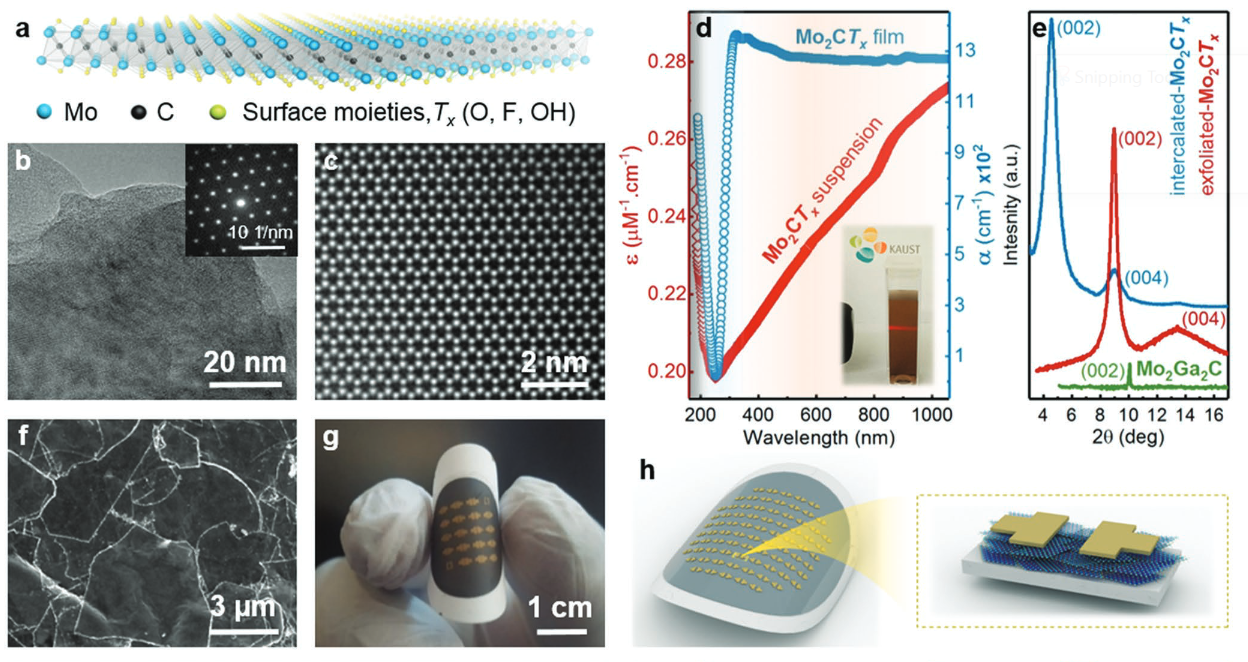 a
Mo C Surface moieties, Tx (O, F, OH)
b
10 1/nm
20 nm
c
2 nm
d
Mo2CTx film
Mo2CTx suspension
KAUST
ε (μM-1.cm-1)
0.28
0.26
0.24
0.22
0.20
α (cm-1) x10²
13
11
9
7
5
3
1
200 400 600 800 1000
Wavelength (nm)
e
(002)
(002)
(004)
(004)
(002) Mo2Ga2C
intercalated-Mo2CTx
exfoliated-Mo2CTx
Snipping Too
Intesnity (a.u.)
4 6 8 10 12 14 16
2θ (deg)
f
3 μm
g
1 cm
h